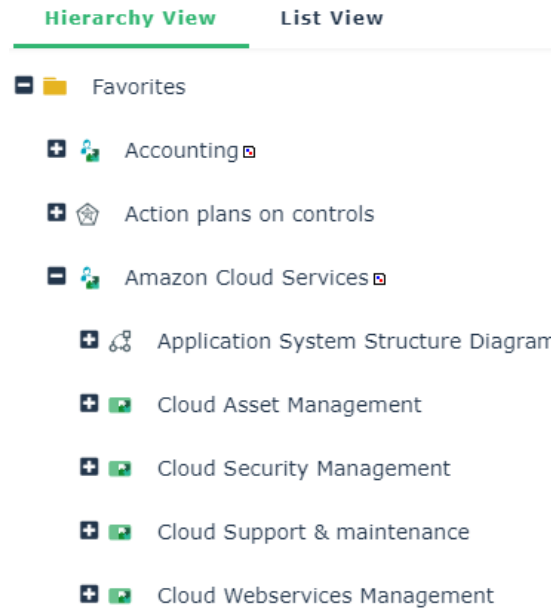 Hierarchy View List View
Favorites
Accounting
Action plans on controls
Amazon Cloud Services
Application System Structure Diagram
Cloud Asset Management
Cloud Security Management
Cloud Support & maintenance
Cloud Webservices Management